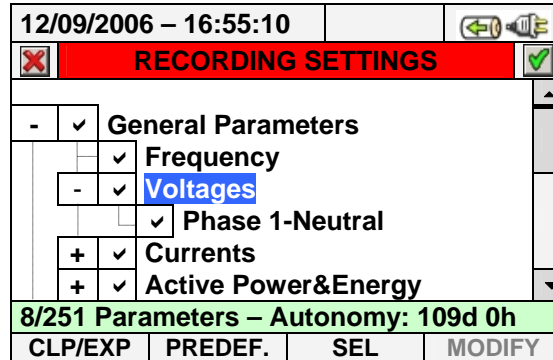 12/09/2006 – 16:55:10
RECORDING SETTINGS
- General Parameters
Frequency
- Voltages
Phase 1-Neutral
+ Currents
+ Active Power&Energy
8/251 Parameters – Autonomy: 109d 0h
CLP/EXP PREDEF. SEL MODIFY